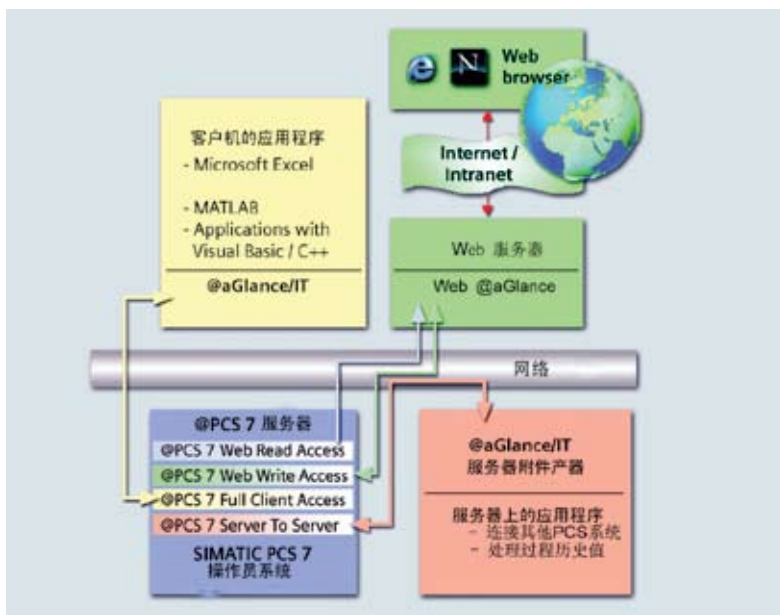 Web
browser
Internet /
Intranet
客户机的应用程序
- Microsoft Excel
- MATLAB
- Applications with
Visual Basic / C++
@aGlance/IT
Web 服务器
Web @aGlance
网络
@PCS 7 服务器
@PCS 7 Web Read Access
@PCS 7 Web Write Access
@PCS 7 Full Client Access
@PCS 7 Server To Server
SIMATIC PCS 7
操作员系统
@aGlance/IT
服务器附件产器
服务器上的应用程序
- 连接其他PCS系统
- 处理过程历史值